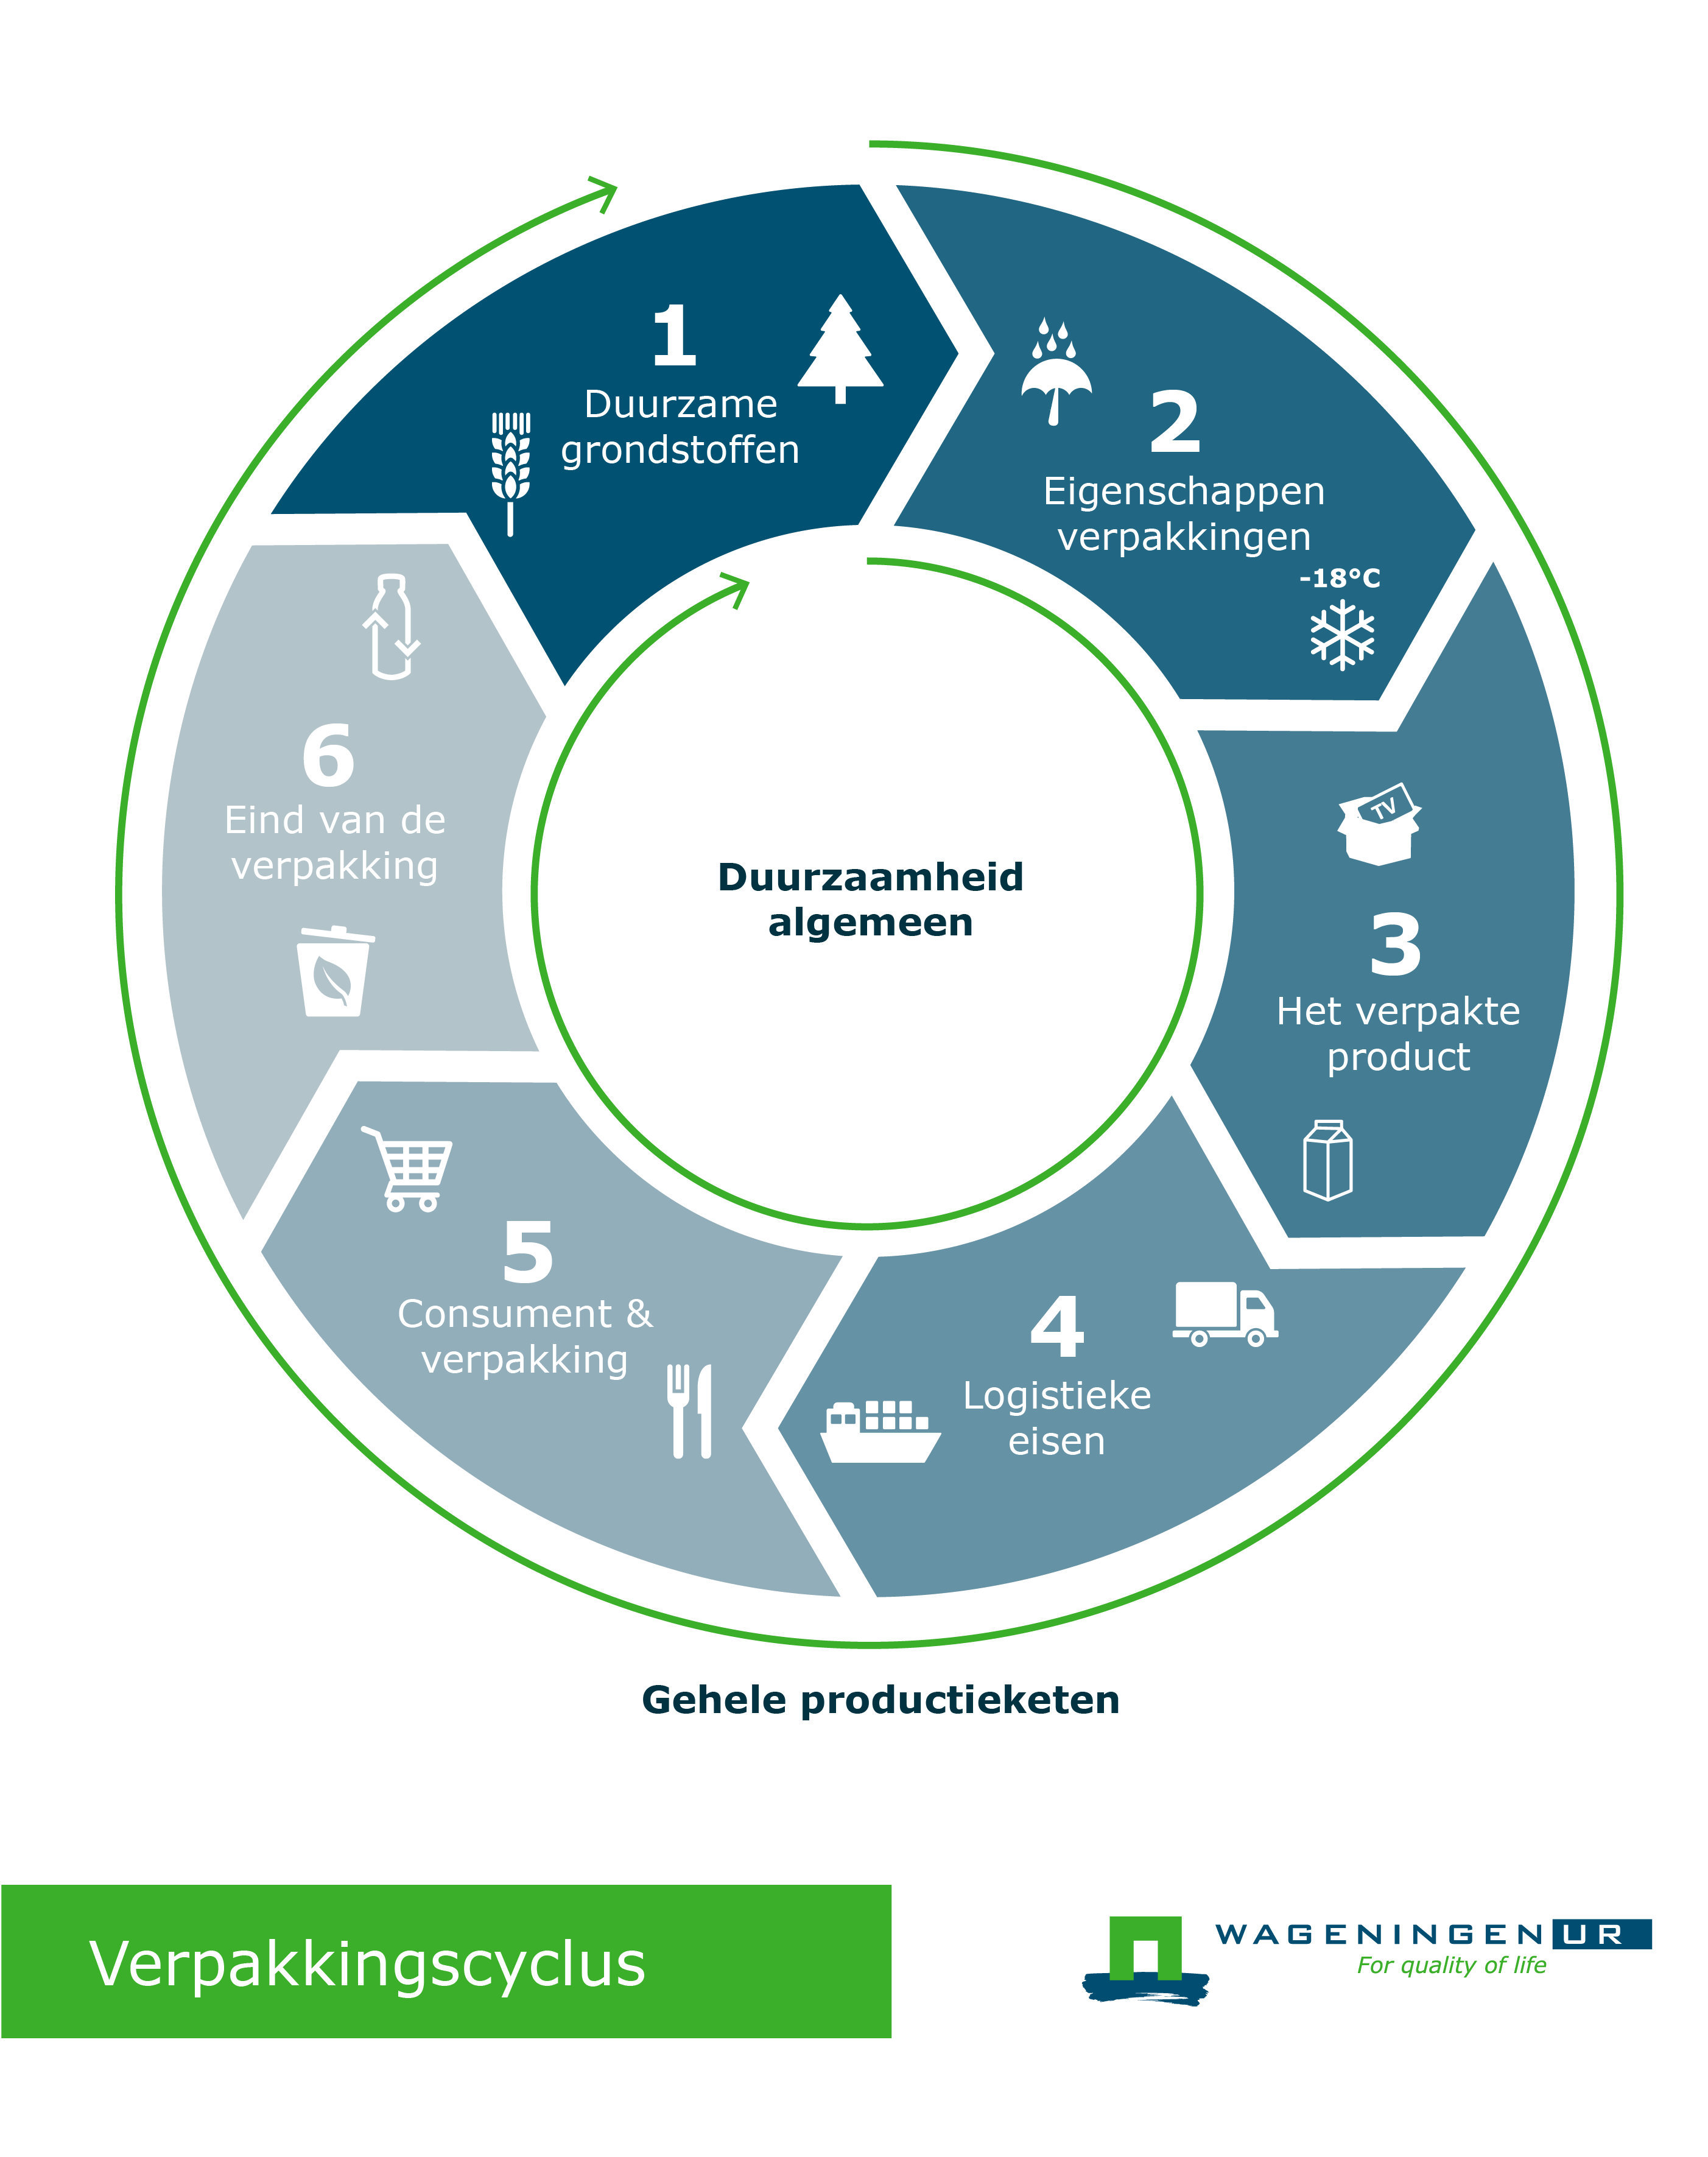 1
Duurzame
grondstoffen
2
Eigenschappen
verpakkingen
-18°C
TV
3
Het verpakte
product
4
Logistieke
eisen
5
Consument &
verpakking
6
Eind van de
verpakking
Duurzaamheid
algemeen
Gehele productieketen
Verpakkingscyclus
WAGENINGEN UR
For quality of life